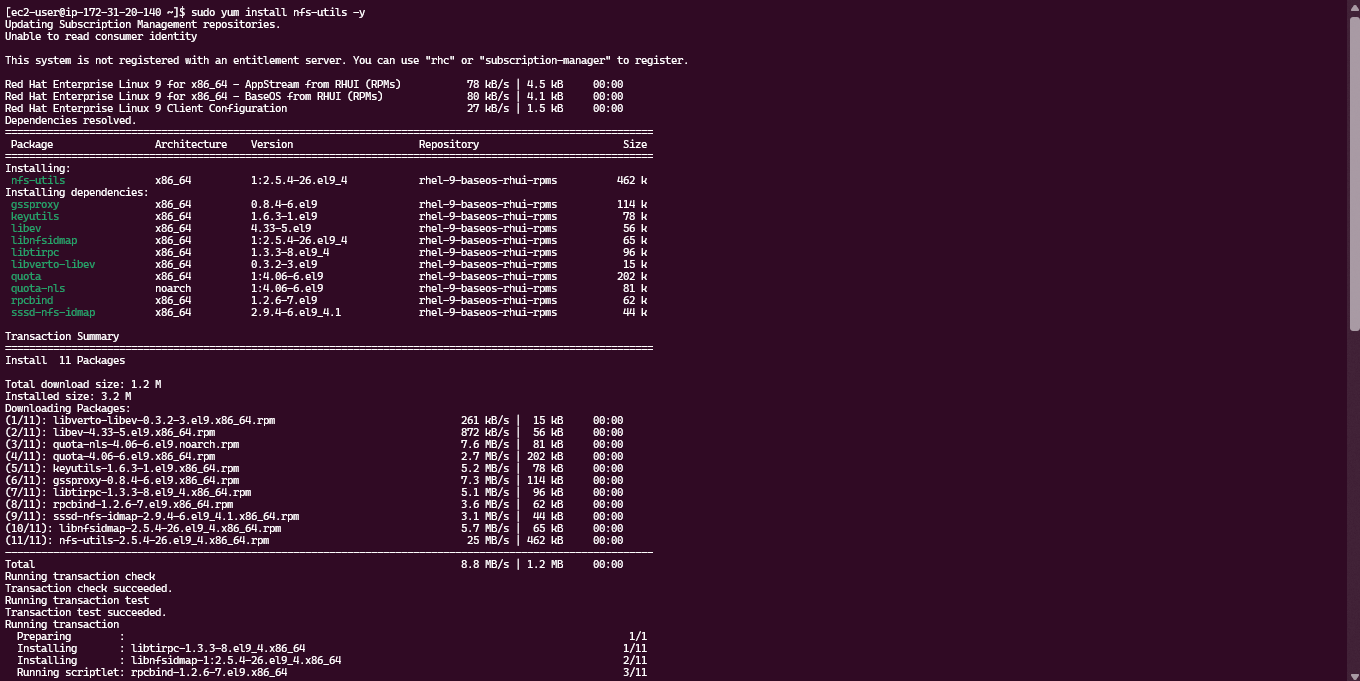 [ec2-user@ip-172-31-20-140 ~]$ sudo yum install nfs-utils -y
Updating Subscription Management repositories.
Unable to read consumer identity
This system is not registered with an entitlement server. You can use "rhc" or "subscription-manager" to register.
Red Hat Enterprise Linux 9 for x86_64 - AppStream from RHUI (RPMs) 78 kB/s | 4.5 kB 00:00
Red Hat Enterprise Linux 9 for x86_64 - BaseOS from RHUI (RPMs) 80 kB/s | 4.1 kB 00:00
Red Hat Enterprise Linux 9 Client Configuration 27 kB/s | 1.5 kB 00:00
Dependencies resolved.
Package Architecture Version Repository Size
Installing:
nfs-utils x86_64 1:2.5.4-26.el9_4 rhel-9-baseos-rhui-rpms 462 k
Installing dependencies:
gssproxy x86_64 0.8.4-6.el9 rhel-9-baseos-rhui-rpms 114 k
keyutils x86_64 1.6.3-1.el9 rhel-9-baseos-rhui-rpms 78 k
libev x86_64 4.33-5.el9 rhel-9-baseos-rhui-rpms 56 k
libnfsidmap x86_64 1:2.5.4-26.el9_4 rhel-9-baseos-rhui-rpms 65 k
libtirpc x86_64 1.3.3-8.el9_4 rhel-9-baseos-rhui-rpms 96 k
libverto-libev x86_64 0.3.2-3.el9 rhel-9-baseos-rhui-rpms 15 k
quota x86_64 1:4.06-6.el9 rhel-9-baseos-rhui-rpms 202 k
quota-nls noarch 1:4.06-6.el9 rhel-9-baseos-rhui-rpms 81 k
rpcbind x86_64 1.2.6-7.el9 rhel-9-baseos-rhui-rpms 62 k
sssd-nfs-idmap x86_64 2.9.4-6.el9_4.1 rhel-9-baseos-rhui-rpms 44 k
Transaction Summary
Install 11 Packages
Total download size: 1.2 M
Installed size: 3.2 M
Downloading Packages:
(1/11): libverto-libev-0.3.2-3.el9.x86_64.rpm 261 kB/s | 15 kB 00:00
(2/11): libev-4.33-5.el9.x86_64.rpm 872 kB/s | 56 kB 00:00
(3/11): quota-nls-4.06-6.el9.noarch.rpm 7.6 MB/s | 81 kB 00:00
(4/11): quota-4.06-6.el9.x86_64.rpm 2.7 MB/s | 202 kB 00:00
(5/11): keyutils-1.6.3-1.el9.x86_64.rpm 5.2 MB/s | 78 kB 00:00
(6/11): gssproxy-0.8.4-6.el9.x86_64.rpm 7.3 MB/s | 114 kB 00:00
(7/11): libtirpc-1.3.3-8.el9_4.x86_64.rpm 5.1 MB/s | 96 kB 00:00
(8/11): rpcbind-1.2.6-7.el9.x86_64.rpm 3.6 MB/s | 62 kB 00:00
(9/11): sssd-nfs-idmap-2.9.4-6.el9_4.1.x86_64.rpm 3.1 MB/s | 44 kB 00:00
(10/11): libnfsidmap-2.5.4-26.el9_4.x86_64.rpm 5.7 MB/s | 65 kB 00:00
(11/11): nfs-utils-2.5.4-26.el9_4.x86_64.rpm 25 MB/s | 462 kB 00:00
Total 8.8 MB/s | 1.2 MB 00:00
Running transaction check
Transaction check succeeded.
Running transaction test
Transaction test succeeded.
Running transaction
Preparing : 1/1
Installing : libtirpc-1.3.3-8.el9_4.x86_64 1/11
Installing : libnfsidmap-1:2.5.4-26.el9_4.x86_64 2/11
Running scriptlet: rpcbind-1.2.6-7.el9.x86_64 3/11